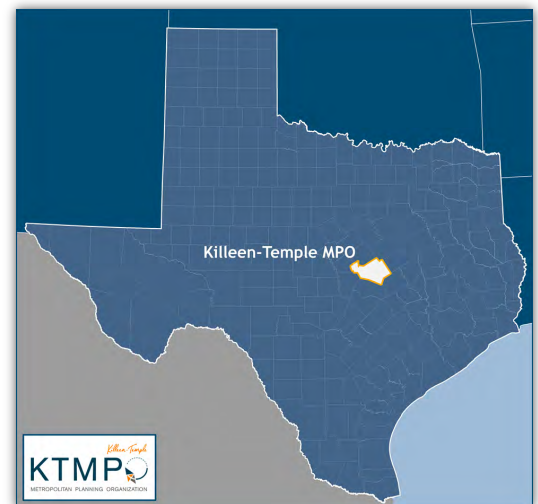 Killeen-Temple MPO
Killeen-Temple
KTMPO
METROPOLITAN PLANNING ORGANIZATION